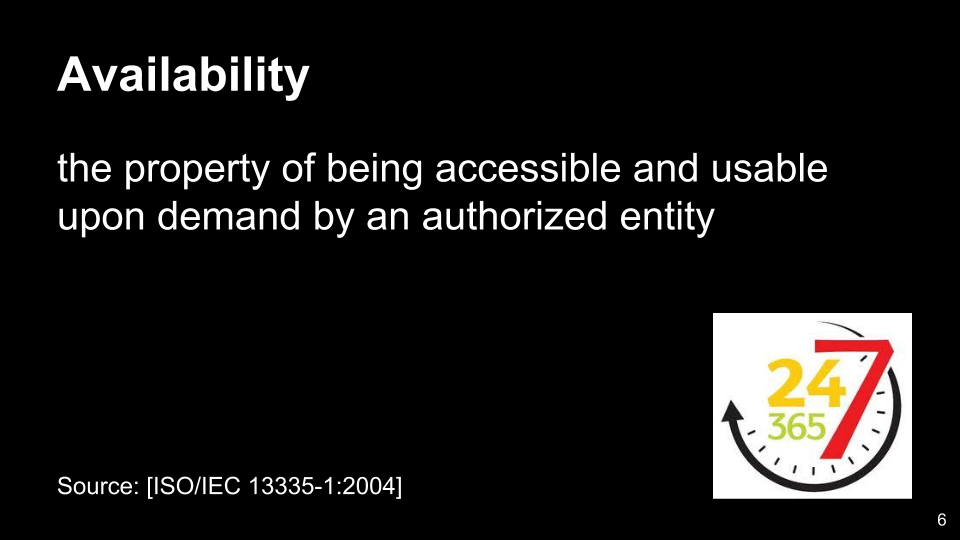 Availability
the property of being accessible and usable
upon demand by an authorized entity
24 7
365
Source: [ISO/IEC 13335-1:2004]
6